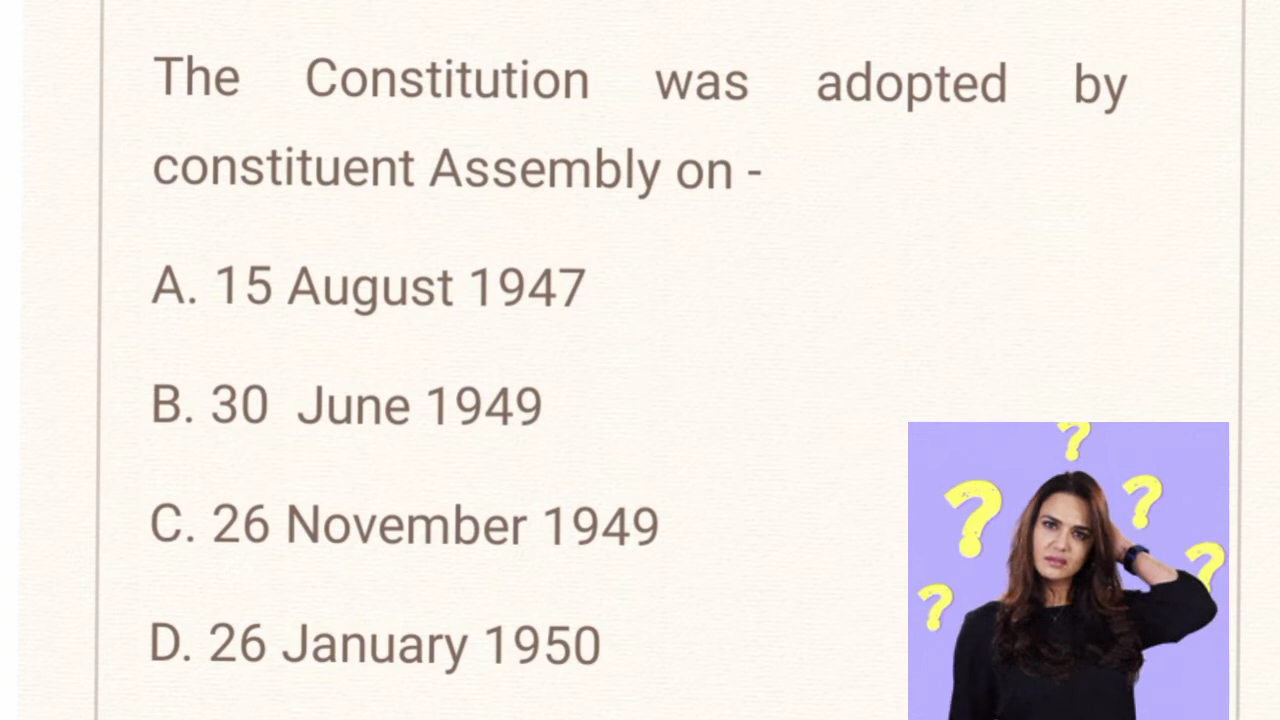 The Constitution was adopted by
constituent Assembly on -
A. 15 August 1947
B. 30 June 1949
C. 26 November 1949
D. 26 January 1950